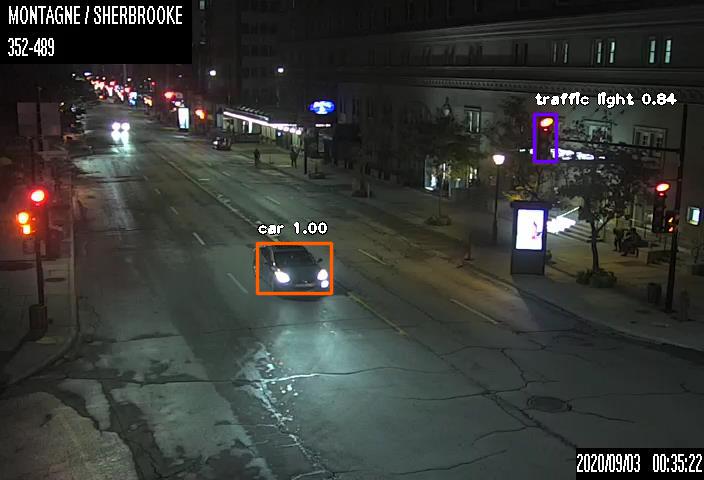 MONTAGNE / SHERBROOKE
352-489
traffic light 0.84
car 1.00
2020/09/03 00:35:22